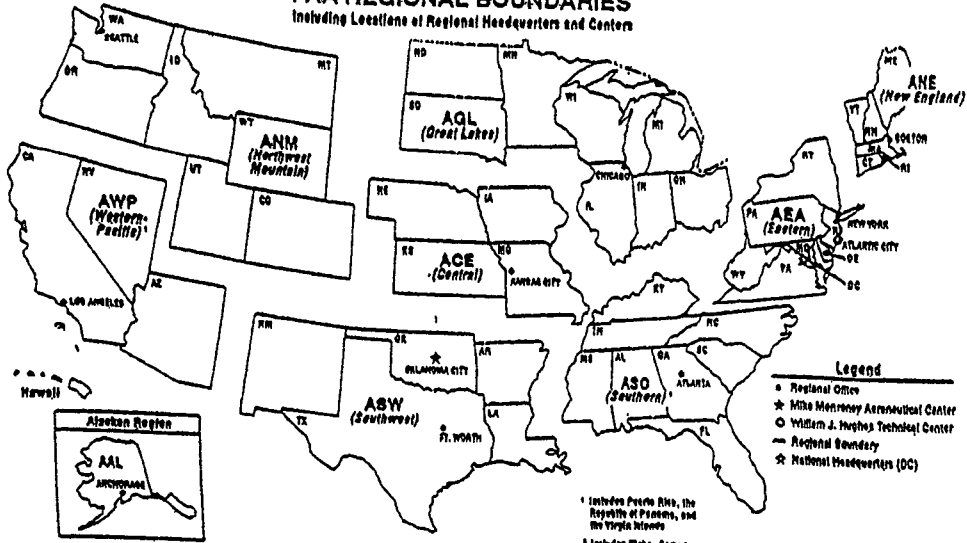 REGIONAL BOUNDARIES
Including Locations of Regional Headquarters and Centers
WA
SEATTLE
OR
ID
MT
WY
ANM
(Northwest
Mountain)
CA
NV
AWP
(Western-
Pacific)
UT
CO
AZ
LOS ANGELES
Hawaii
Alaskan Region
AAL
ANCHORAGE
ND
MN
SD
AGL
(Great Lakes)
WI
MI
CHICAGO
IL
IN
OH
NE
IA
KS
MO
ACE
(Central)
KANSAS CITY
NM
OK
OKLAHOMA CITY
AR
TX
ASW
(Southwest)
FT. WORTH
LA
KY
TN
NC
MS
AL
GA
SC
ASO
(Southern)
ATLANTA
FL
ME
ANE
(New England)
VT
NH
BOSTON
MA
CT
RI
NY
PA
AEA
(Eastern)
NEW YORK
ATLANTIC CITY
DE
MD
WV
DC
Legend
Regional Office
Mike Monroney Aeronautical Center
William J. Hughes Technical Center
Regional Boundary
National Headquarters (DC)
1 Includes Puerto Rico, the
Republic of Panama, and
the Virgin Islands